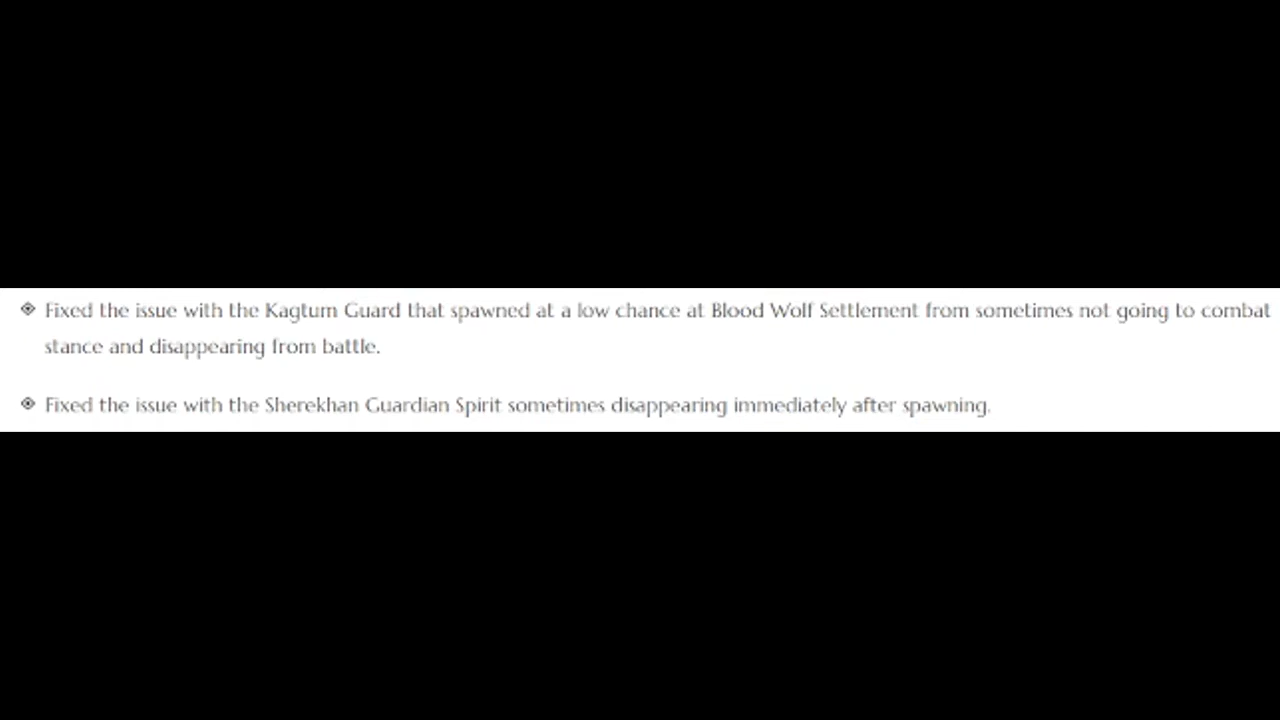 Fixed the issue with the Kagtum Guard that spawned at a low chance at Blood Wolf Settlement from sometimes not going to combat
stance and disappearing from battle.
Fixed the issue with the Sherekhan Guardian Spirit sometimes disappearing immediately after spawning.